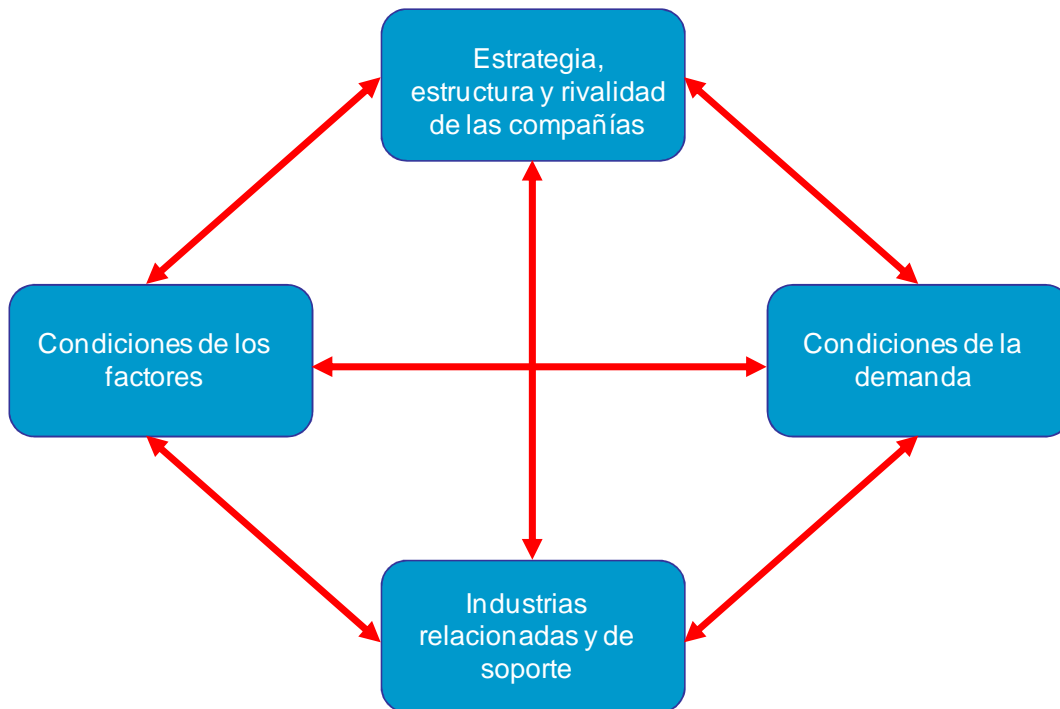 Estrategia,
estructura y rivalidad
de las compañías
Condiciones de los
factores
Condiciones de la
demanda
Industrias
relacionadas y de
soporte